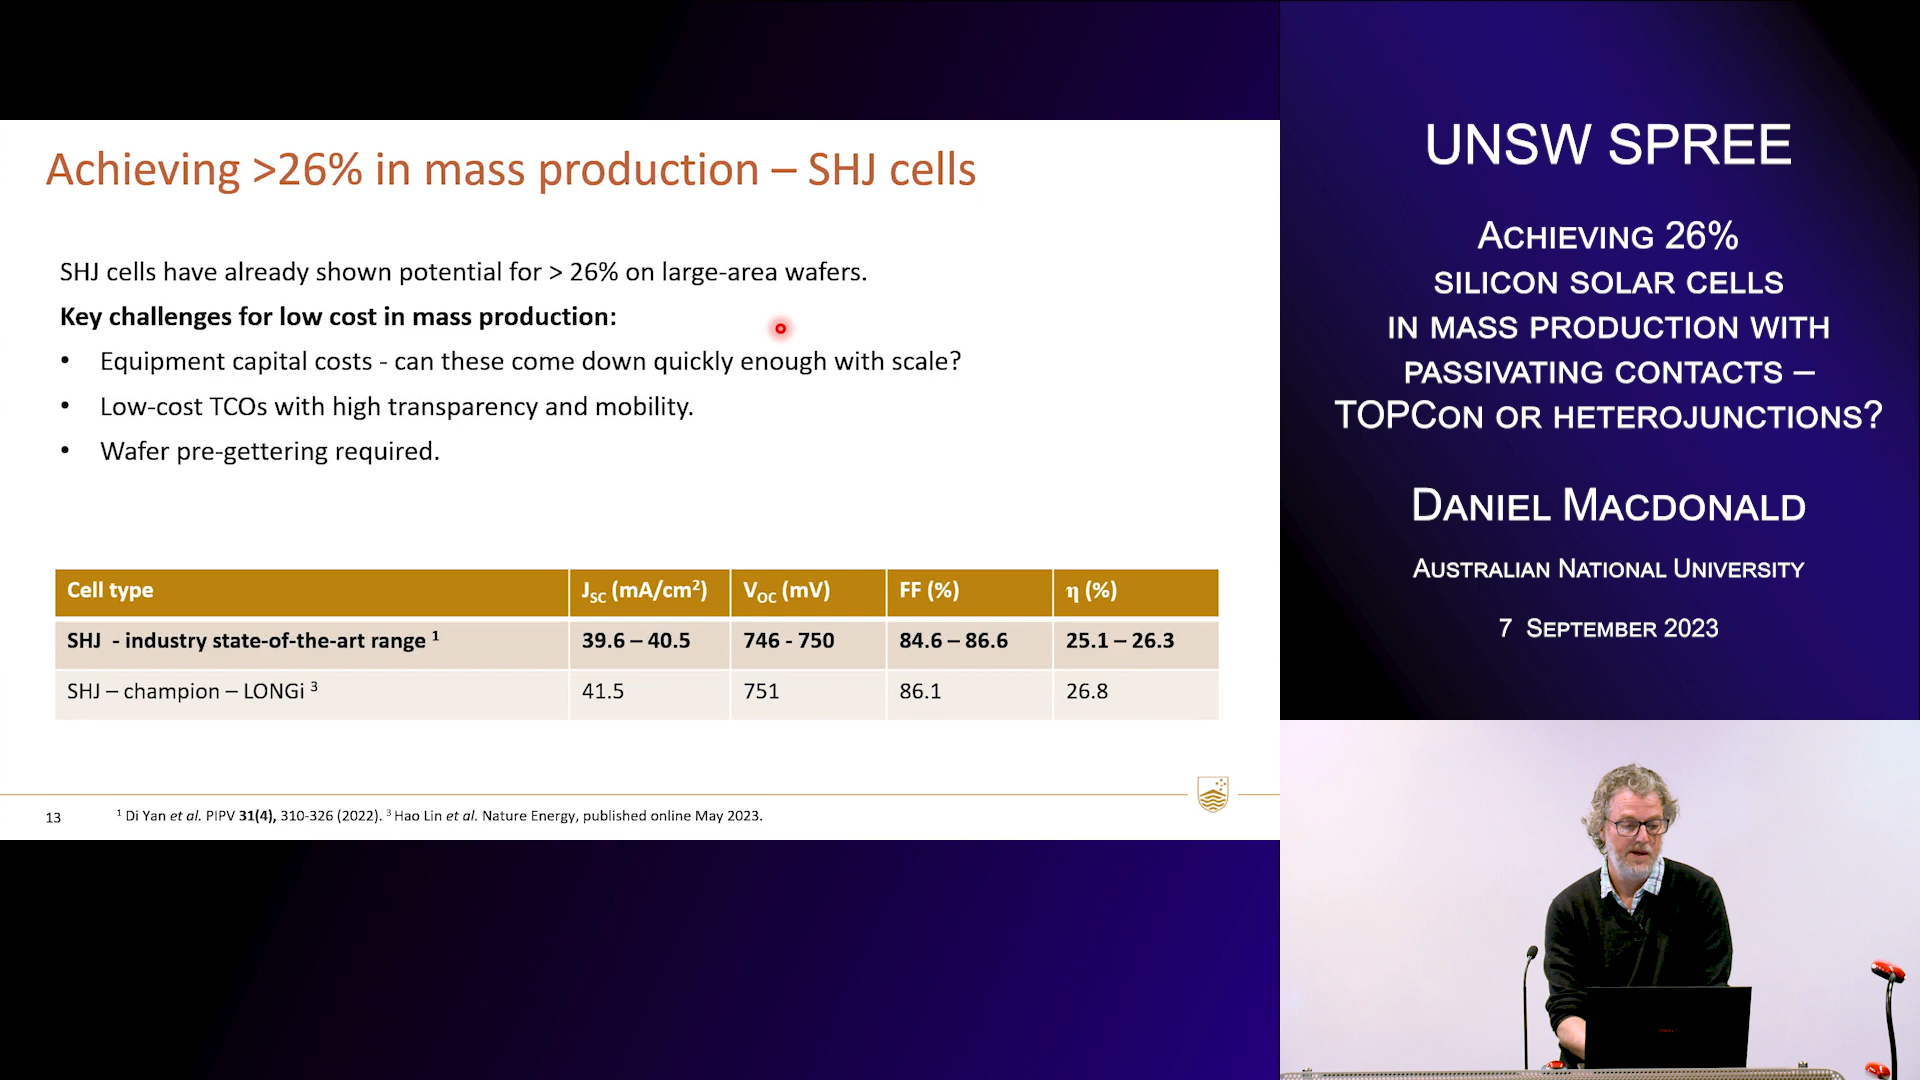 Achieving >26% in mass production – SHJ cells
SHJ cells have already shown potential for > 26% on large-area wafers.
Key challenges for low cost in mass production:
• Equipment capital costs - can these come down quickly enough with scale?
• Low-cost TCOs with high transparency and mobility.
• Wafer pre-gettering required.
Cell type JSC (mA/cm²) VOC (mV) FF (%) η (%)
SHJ - industry state-of-the-art range ¹ 39.6 – 40.5 746 - 750 84.6 – 86.6 25.1 – 26.3
SHJ – champion – LONGi ³ 41.5 751 86.1 26.8
13 ¹ Di Yan et al. PIPV 31(4), 310-326 (2022). ³ Hao Lin et al. Nature Energy, published online May 2023.
UNSW SPREE
Achieving 26%
silicon solar cells
in mass production with
passivating contacts –
TOPCon or heterojunctions?
Daniel Macdonald
Australian National University
7 September 2023